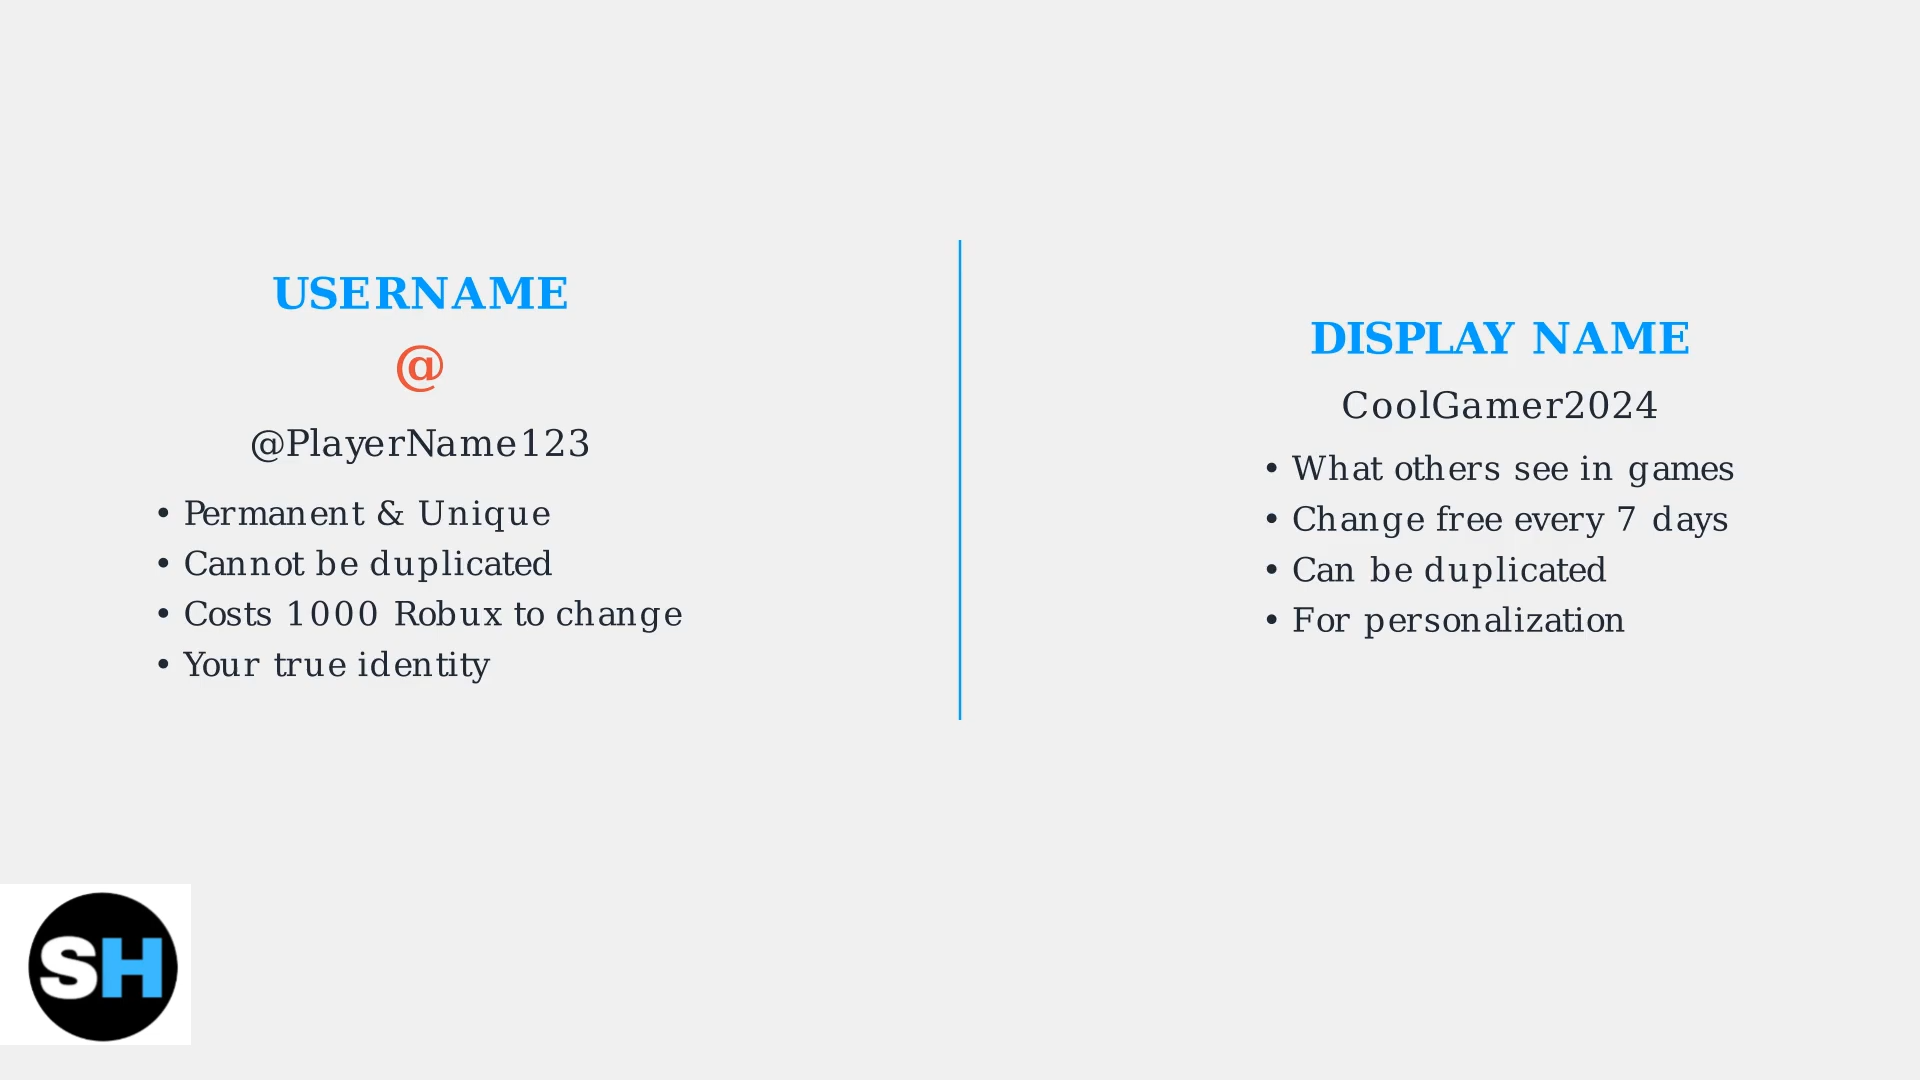 USERNAME
@
@PlayerName123
• Permanent & Unique
• Cannot be duplicated
• Costs 1000 Robux to change
• Your true identity
DISPLAY NAME
CoolGamer2024
• What others see in games
• Change free every 7 days
• Can be duplicated
• For personalization
SH